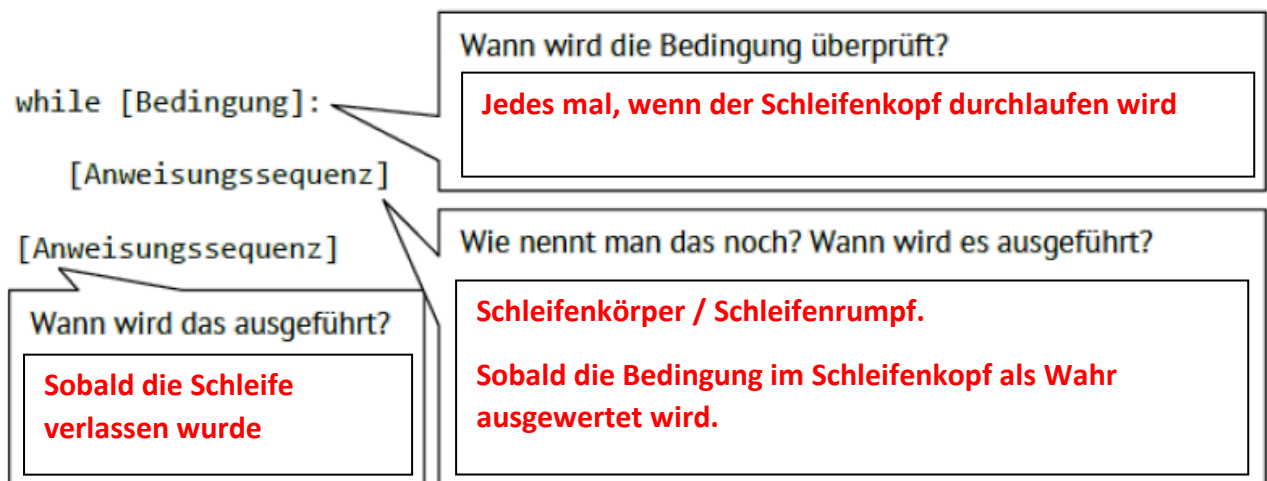 Wann wird die Bedingung überprüft?
Jedes mal, wenn der Schleifenkopf durchlaufen wird
while [Bedingung]:
[Anweisungssequenz]
[Anweisungssequenz]
Wie nennt man das noch? Wann wird es ausgeführt?
Schleifenkörper / Schleifenrumpf.
Sobald die Bedingung im Schleifenkopf als Wahr
ausgewertet wird.
Wann wird das ausgeführt?
Sobald die Schleife
verlassen wurde